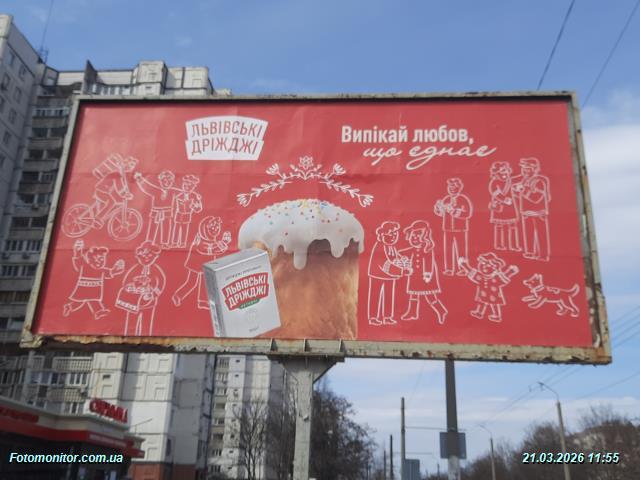 ЛЬВІВСЬКІ
ДРІЖДЖІ
Випікай любов,
що єднає
ЛЬВІВСЬКІ
ДРІЖДЖІ
Fotomonitor.com.ua
21.03.2026 11:55